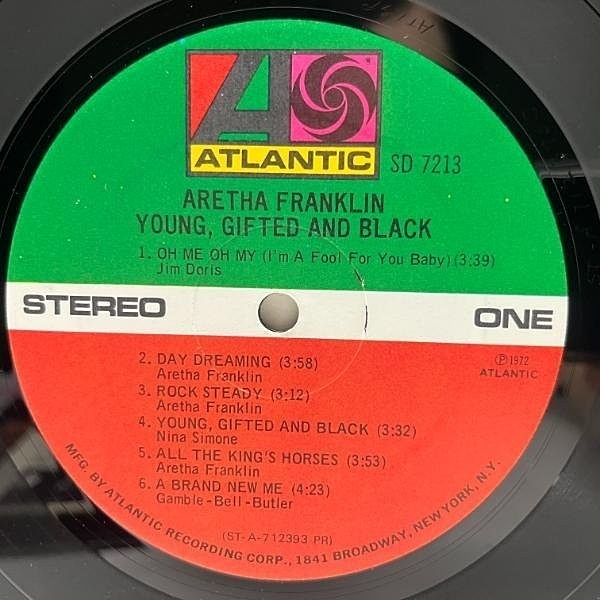 ATLANTIC
SD 7213
ARETHA FRANKLIN
YOUNG, GIFTED AND BLACK
1. OH ME OH MY (I'm A Fool For You Baby) (3:39)
Jim Doris
STEREO
ONE
2. DAY DREAMING (3:58)
Aretha Franklin
3. ROCK STEADY (3:12)
Aretha Franklin
4. YOUNG, GIFTED AND BLACK (3:32)
Nina Simone
5. ALL THE KING'S HORSES (3:53)
Aretha Franklin
6. A BRAND NEW ME (4:23)
Gamble-Bell-Butler
Ⓟ1972
ATLANTIC
(ST-A-712393 PR)
MFG. BY ATLANTIC RECORDING CORP., 1841 BROADWAY, NEW YORK, N.Y.